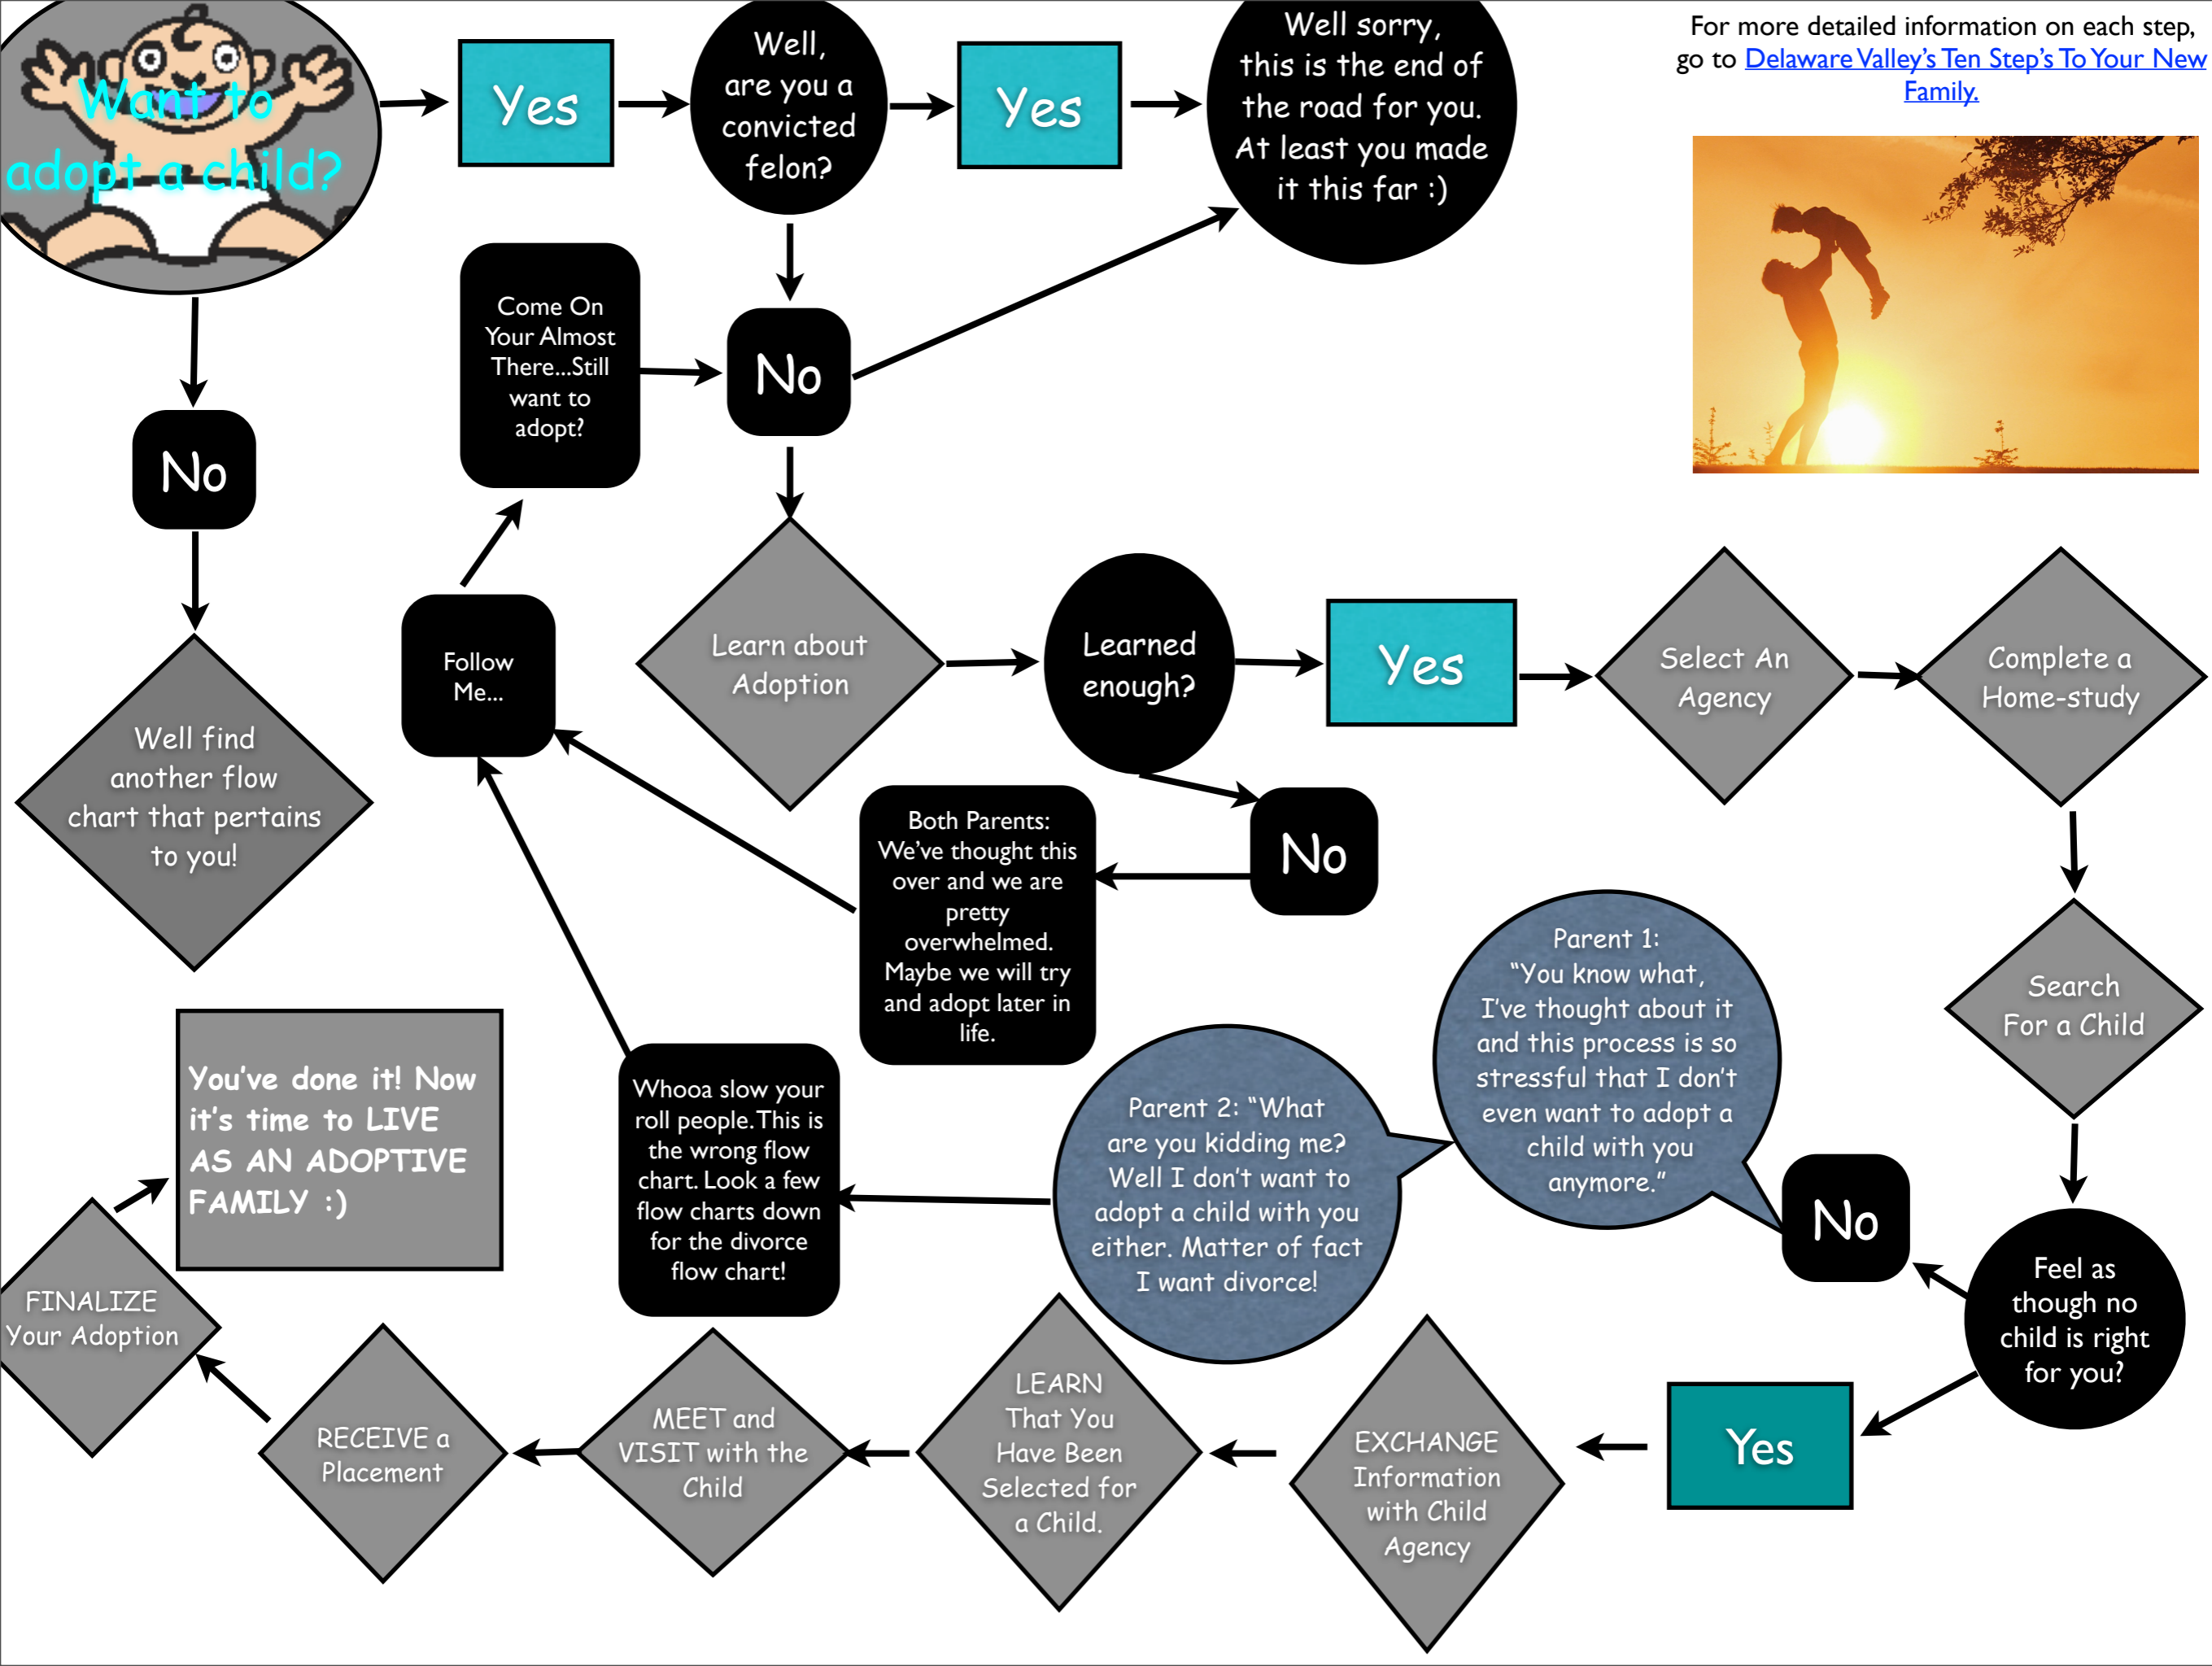 Want to
adopt a child?
Yes
Well,
are you a
convicted
felon?
Yes
Well sorry,
this is the end of
the road for you.
At least you made
it this far :)
For more detailed information on each step,
go to Delaware Valley's Ten Step's To Your New
Family.
Come On
Your Almost
There...Still
want to
adopt?
No
No
Well find
another flow
chart that pertains
to you!
Follow
Me...
Learn about
Adoption
Learned
enough?
Yes
Select An
Agency
Complete a
Home-study
No
Both Parents:
We've thought this
over and we are
pretty
overwhelmed.
Maybe we will try
and adopt later in
life.
Search
For a Child
Feel as
though no
child is right
for you?
No
Parent 1:
“You know what,
I've thought about it
and this process is so
stressful that I don't
even want to adopt a
child with you
anymore.”
Parent 2: “What
are you kidding me?
Well I don't want to
adopt a child with you
either. Matter of fact
I want divorce!
Whooa slow your
roll people. This is
the wrong flow
chart. Look a few
flow charts down
for the divorce
flow chart!
Yes
EXCHANGE
Information
with Child
Agency
LEARN
That You
Have Been
Selected for
a Child.
MEET and
VISIT with the
Child
RECEIVE a
Placement
FINALIZE
Your Adoption
You've done it! Now
it's time to LIVE
AS AN ADOPTIVE
FAMILY :)